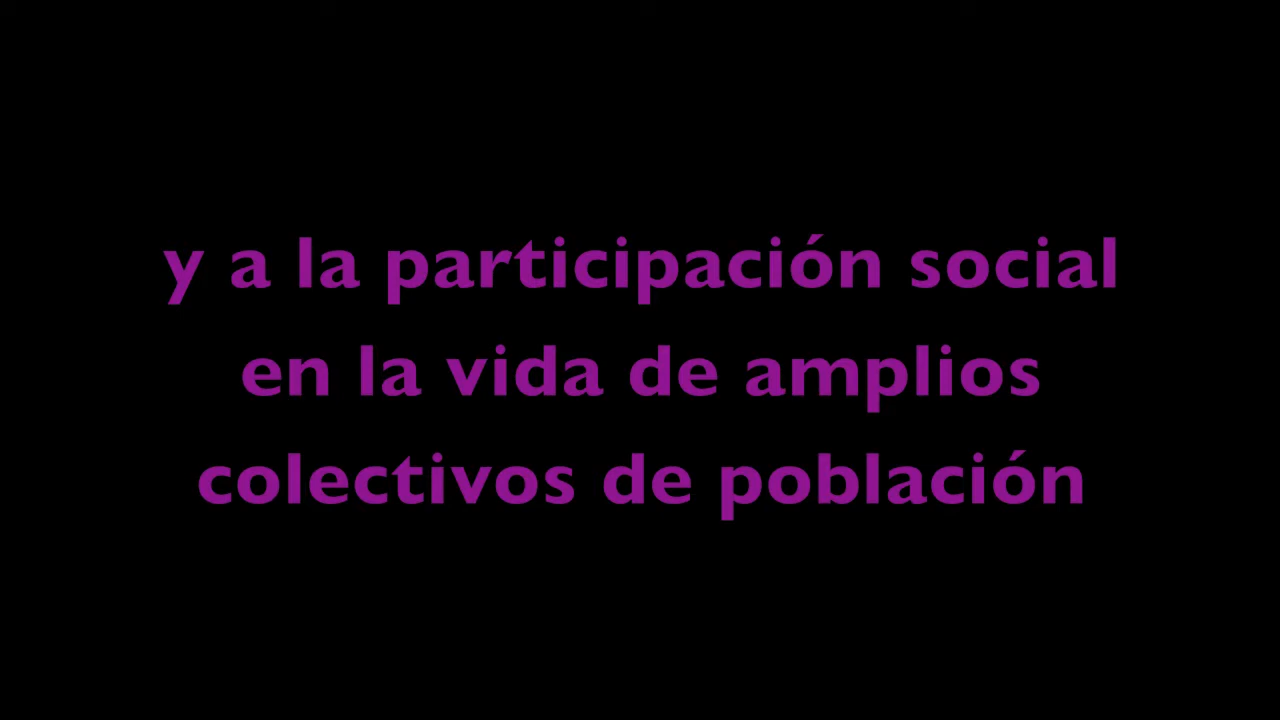 y a la participación social
en la vida de amplios
colectivos de población